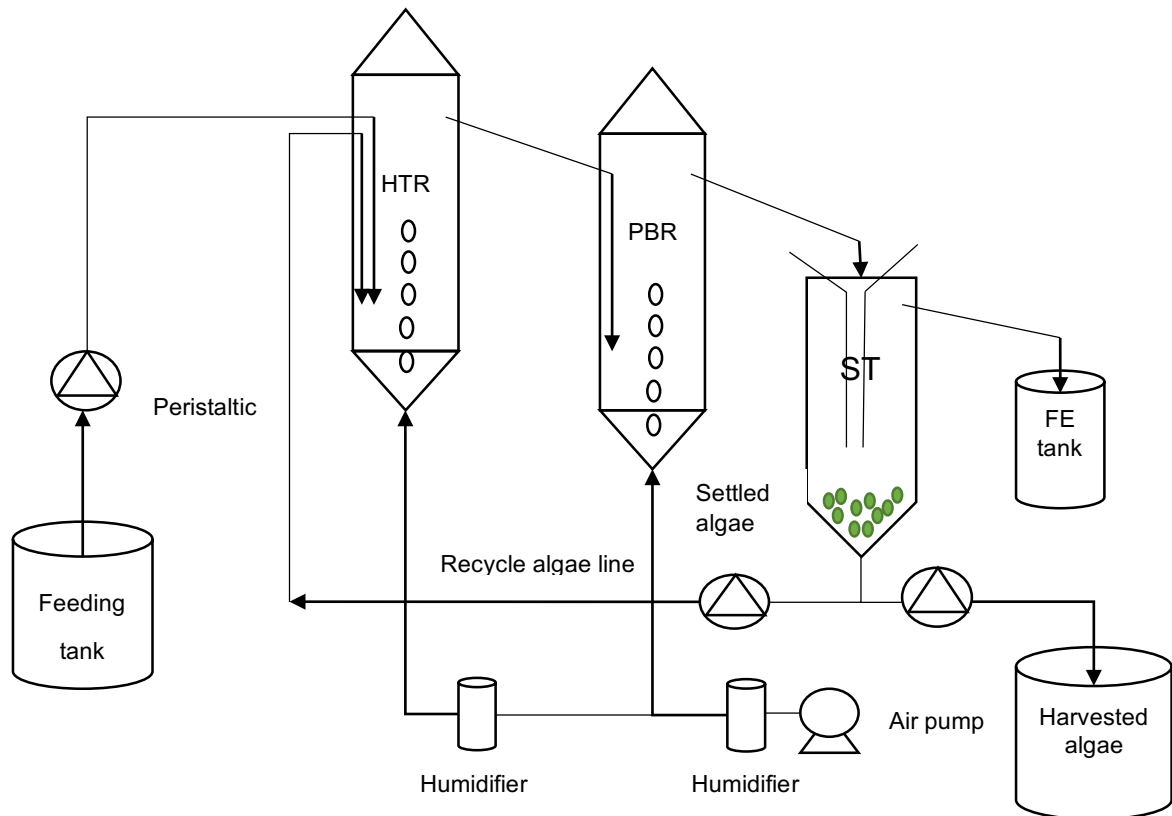 HTR
PBR
ST
Peristaltic
FE
tank
Settled
algae
Recycle algae line
Feeding
tank
Air pump
Harvested
algae
Humidifier
Humidifier